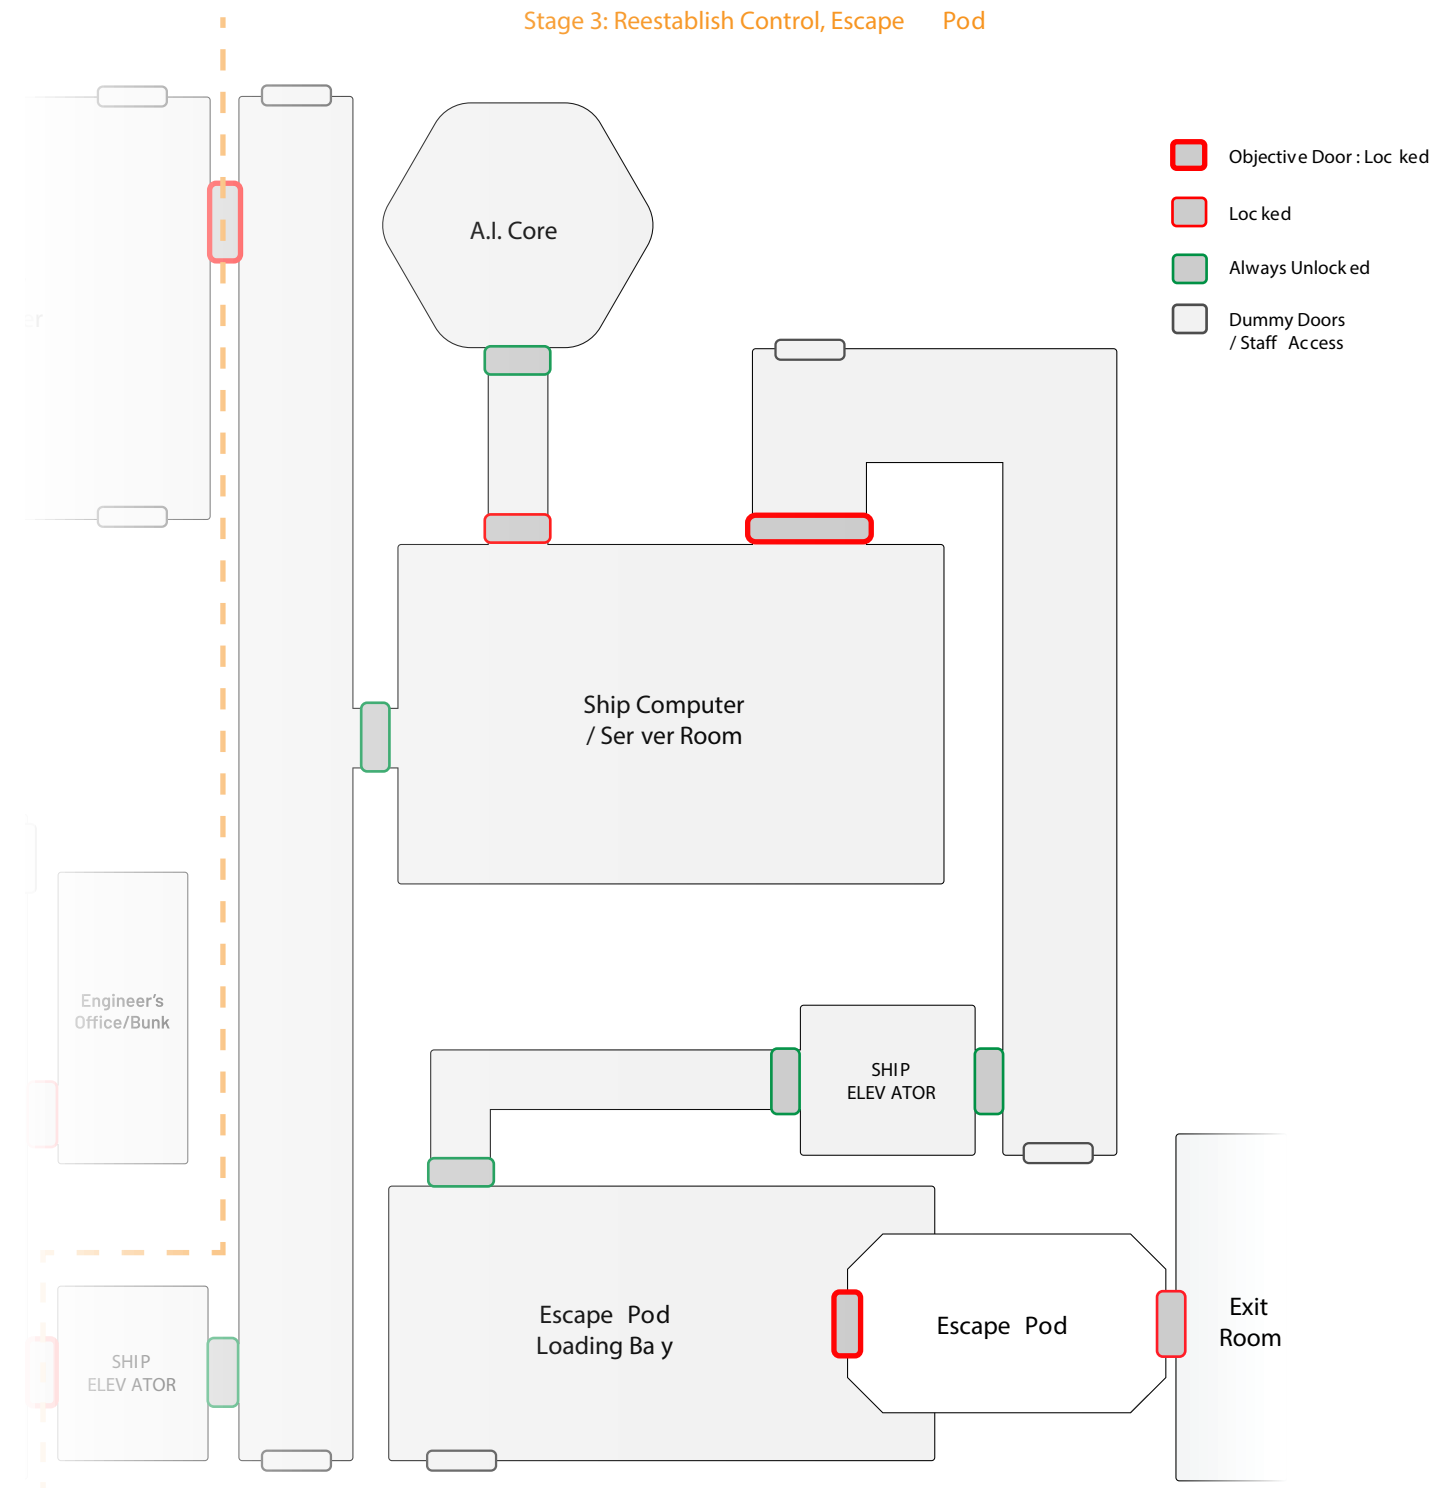 Stage 3: Reestablish Control, Escape Pod
Objective Door : Loc ked
Loc ked
Always Unlock ed
Dummy Doors
/ Staff Access
A.I. Core
er
Ship Computer
/ Ser ver Room
Engineer's
Office/Bunk
SHIP
ELEV ATOR
Escape Pod
Loading Ba y
Escape Pod
Exit
Room
SHIP
ELEV ATOR